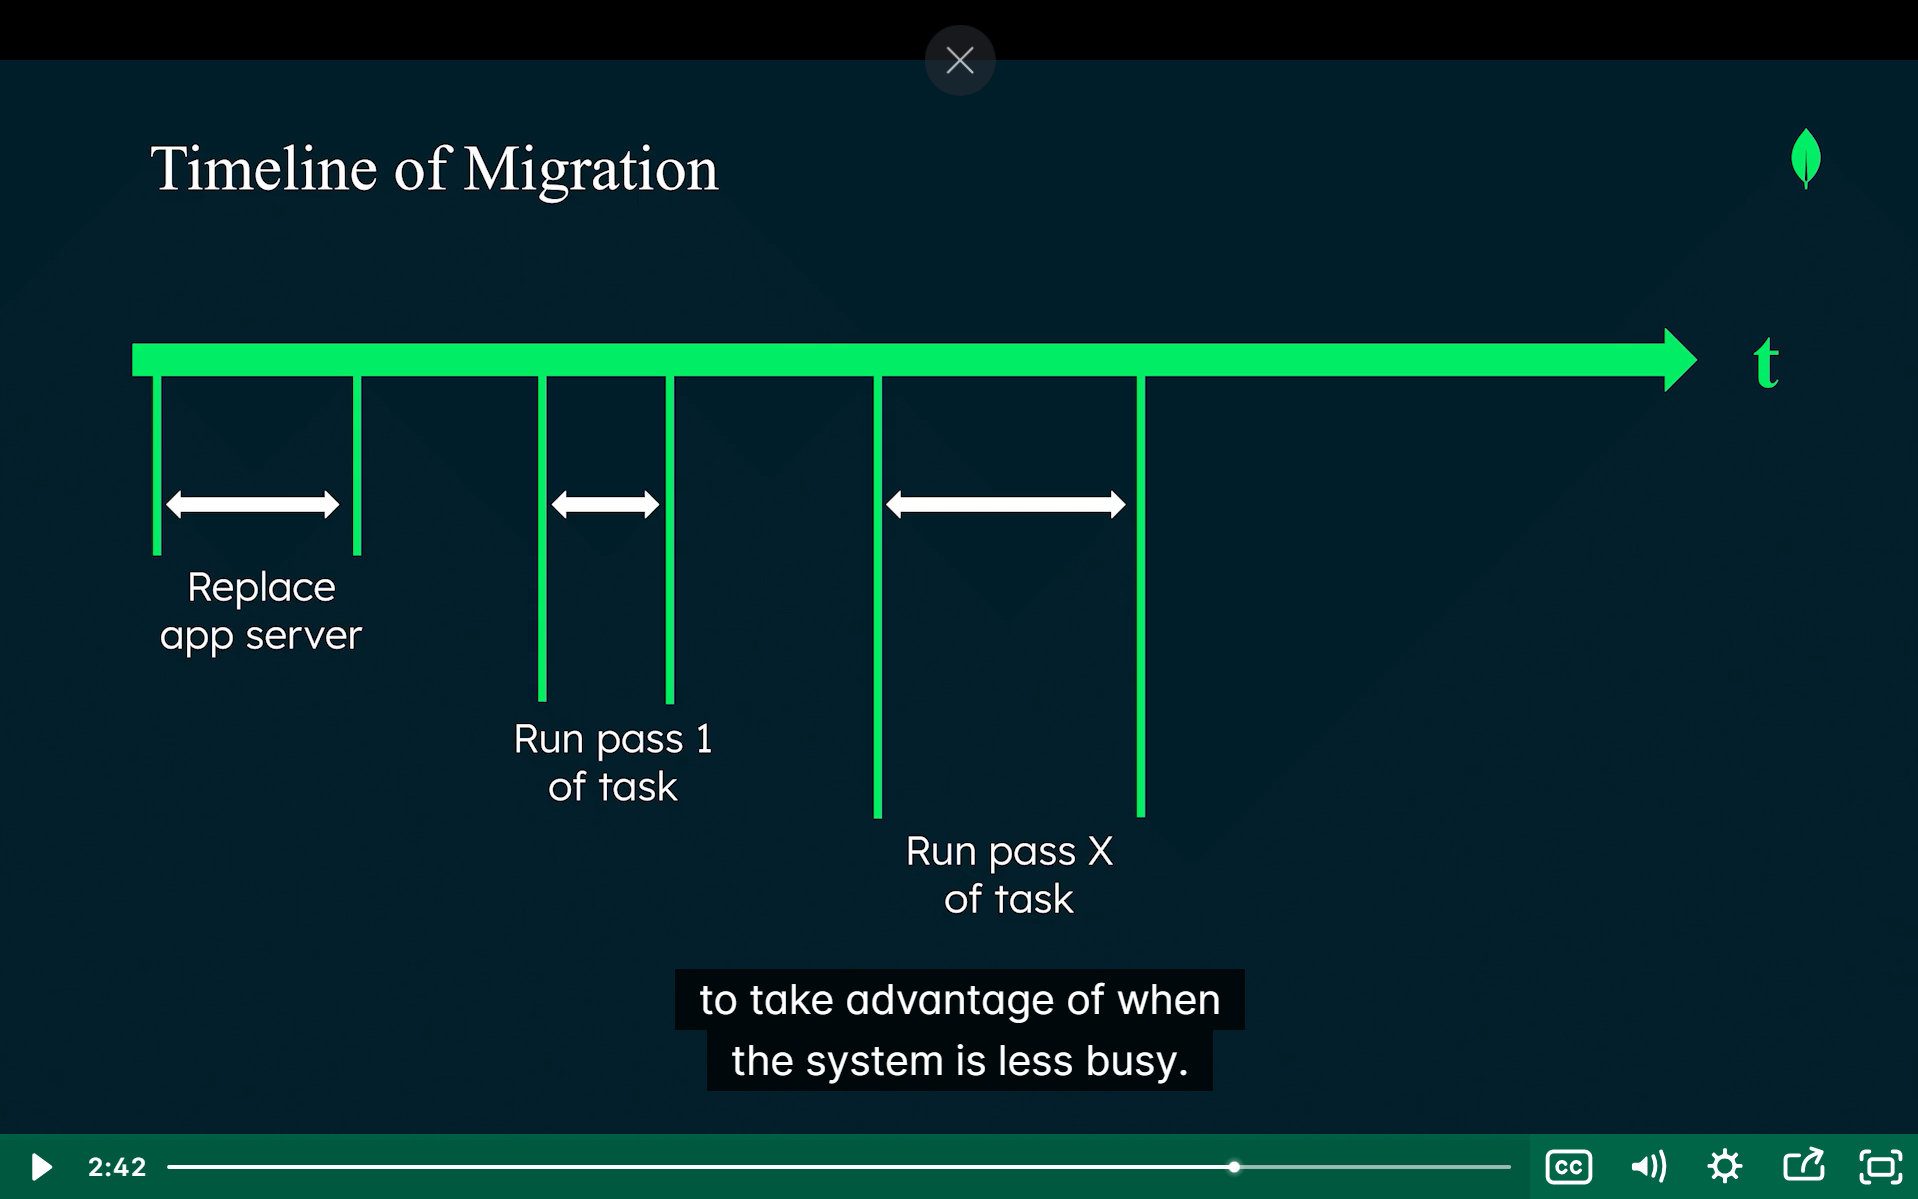 Timeline of Migration
t
Replace
app server
Run pass 1
of task
Run pass X
of task
to take advantage of when
the system is less busy.
2:42
CC